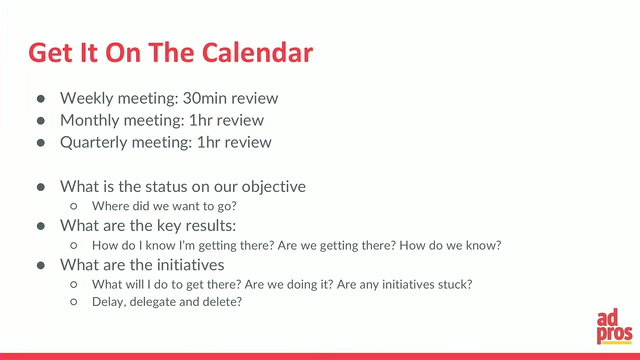 Get It On The Calendar
● Weekly meeting: 30min review
● Monthly meeting: 1hr review
● Quarterly meeting: 1hr review
● What is the status on our objective
○ Where did we want to go?
● What are the key results:
○ How do I know I'm getting there? Are we getting there? How do we know?
● What are the initiatives
○ What will I do to get there? Are we doing it? Are any initiatives stuck?
○ Delay, delegate and delete?
ad
pros